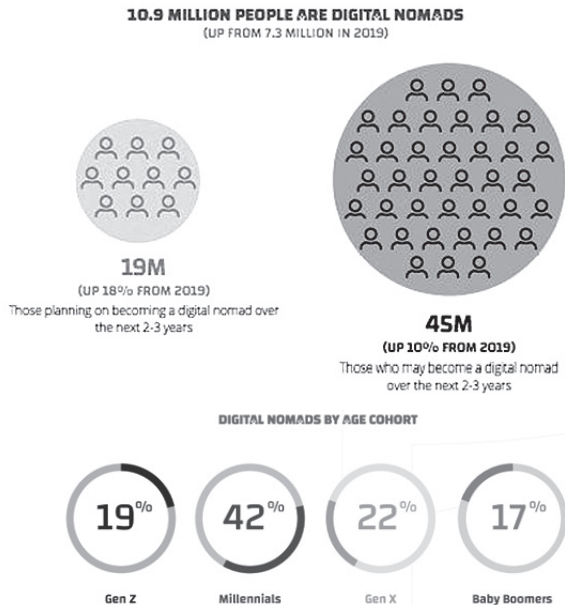 10.9 MILLION PEOPLE ARE DIGITAL NOMADS
(UP FROM 7.3 MILLION IN 2019)
19M
(UP 18% FROM 2019)
Those planning on becoming a digital nomad over
the next 2-3 years
45M
(UP 10% FROM 2019)
Those who may become a digital nomad
over the next 2-3 years
DIGITAL NOMADS BY AGE COHORT
19% 42% 22% 17%
Gen Z Millennials Gen X Baby Boomers